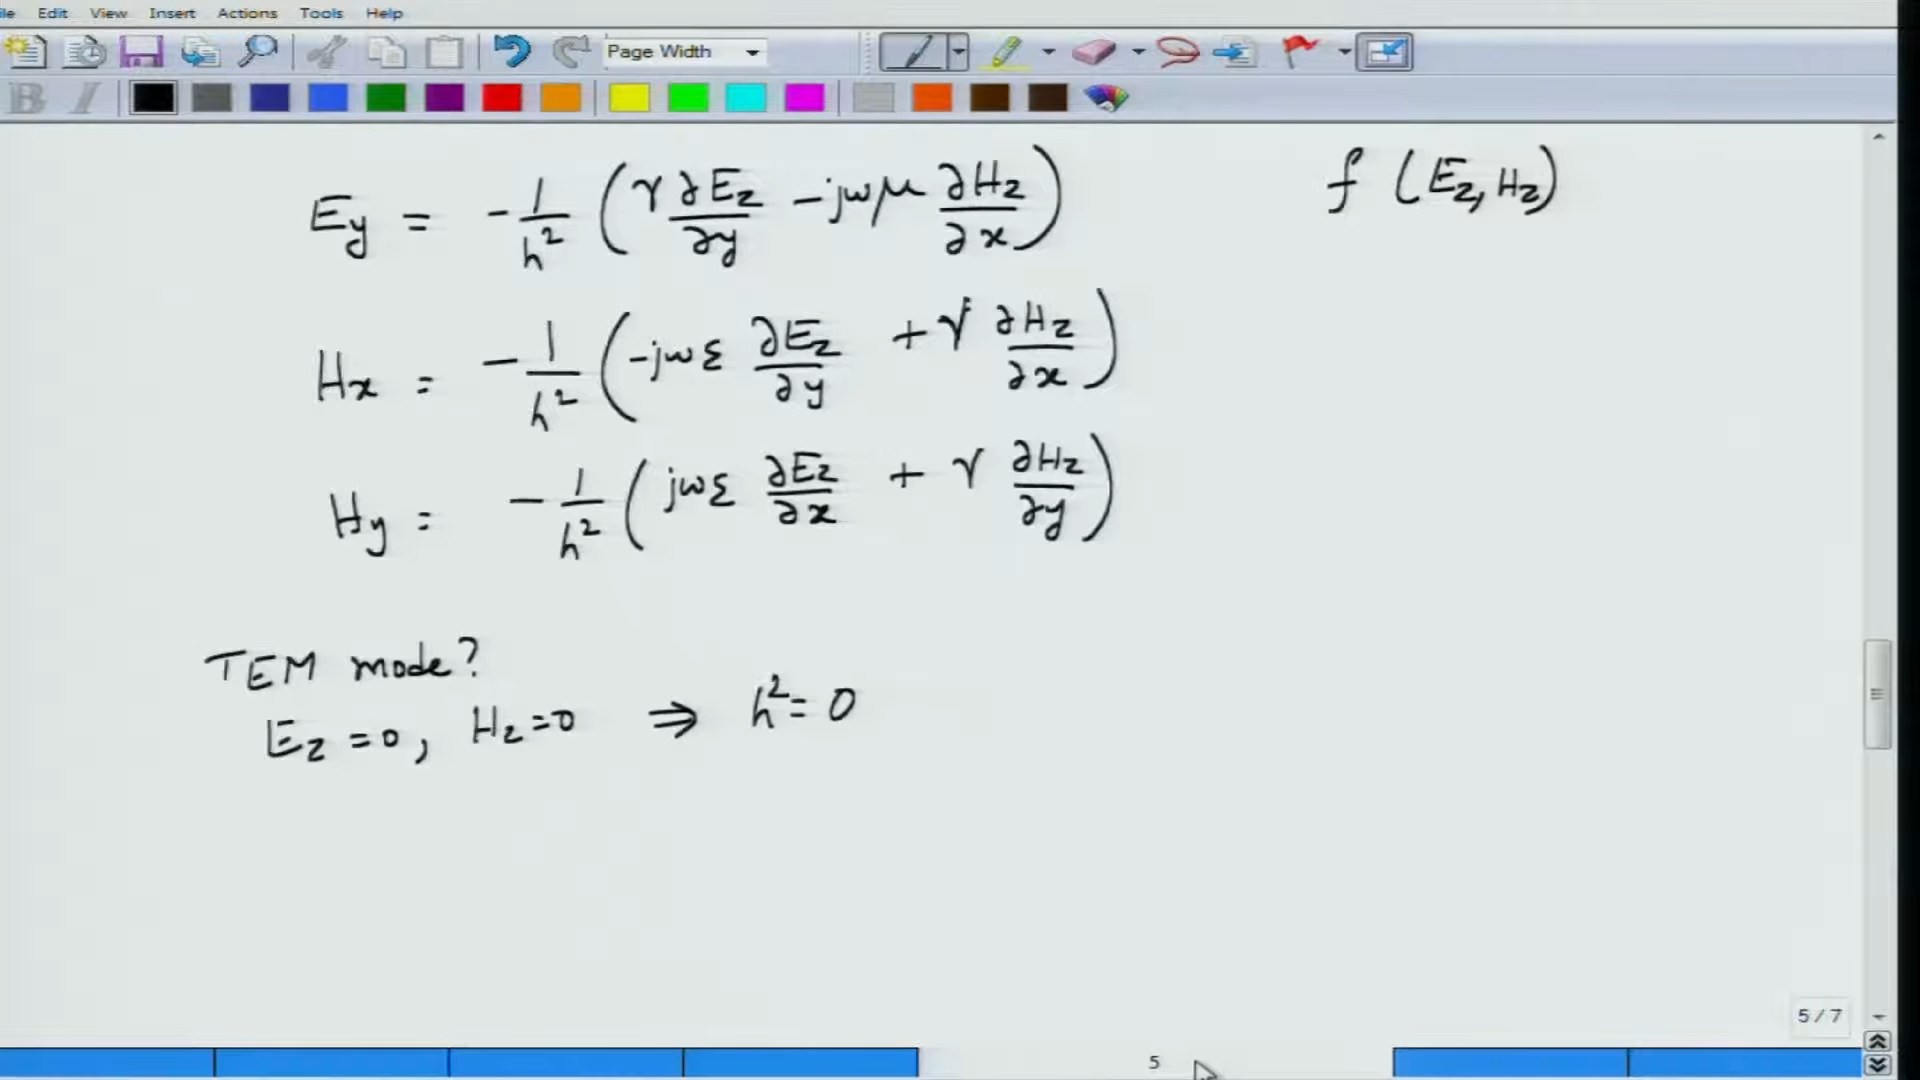 ile Edit View Insert Actions Tools Help
Page Width
B I
Ey = -1/h² (γ ∂Ez/∂y - jωμ ∂Hz/∂x) f (Ez, Hz)
Hx = -1/h² (-jωε ∂Ez/∂y + γ ∂Hz/∂x)
Hy = -1/h² (jωε ∂Ez/∂x + γ ∂Hz/∂y)
TEM mode?
Ez = 0, Hz = 0 ⇒ h² = 0
5 / 7
5